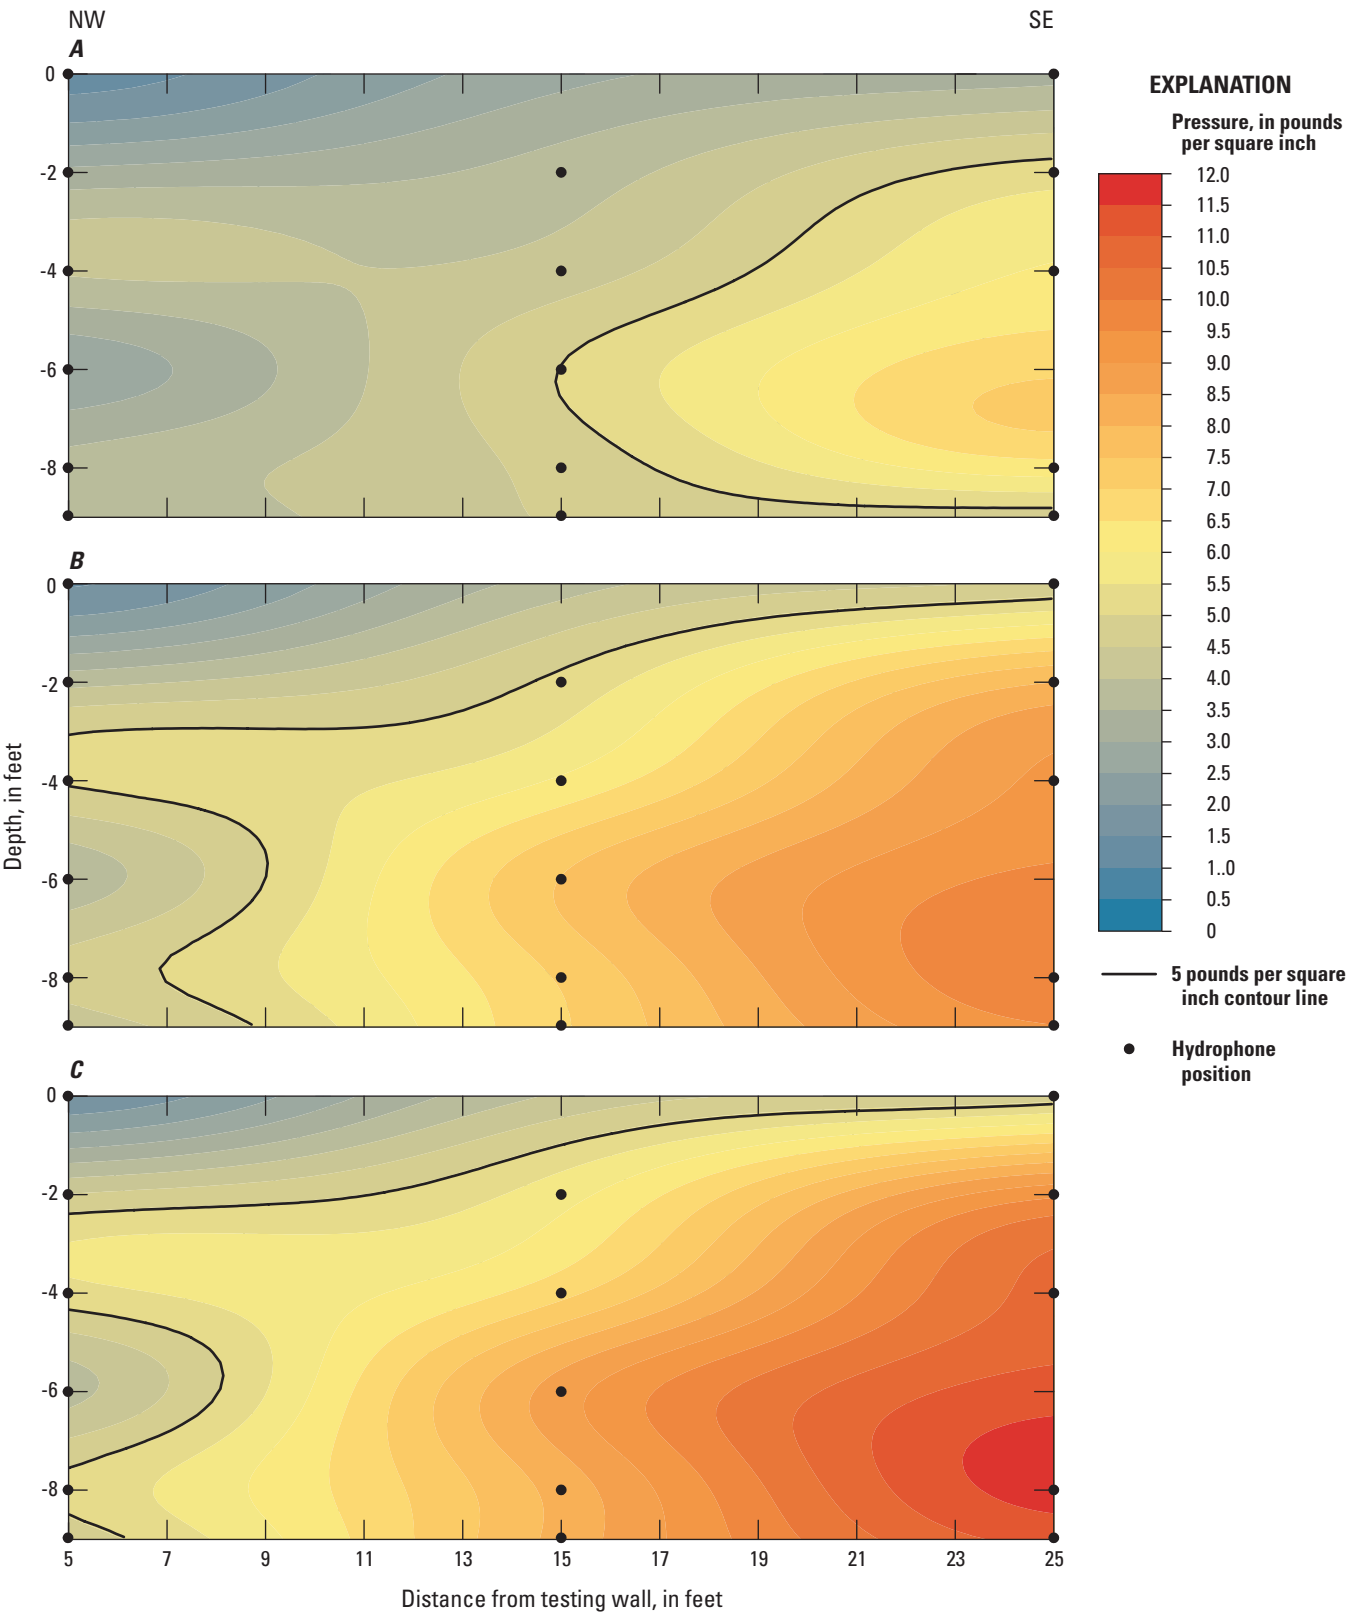 NW
SE
A
0
-2
-4
-6
-8
B
0
-2
-4
-6
-8
C
0
-2
-4
-6
-8
5 7 9 11 13 15 17 19 21 23 25
Depth, in feet
Distance from testing wall, in feet
EXPLANATION
Pressure, in pounds
per square inch
12.0
11.5
11.0
10.5
10.0
9.5
9.0
8.5
8.0
7.5
7.0
6.5
6.0
5.5
5.0
4.5
4.0
3.5
3.0
2.5
2.0
1.5
1..0
0.5
0
5 pounds per square
inch contour line
Hydrophone
position